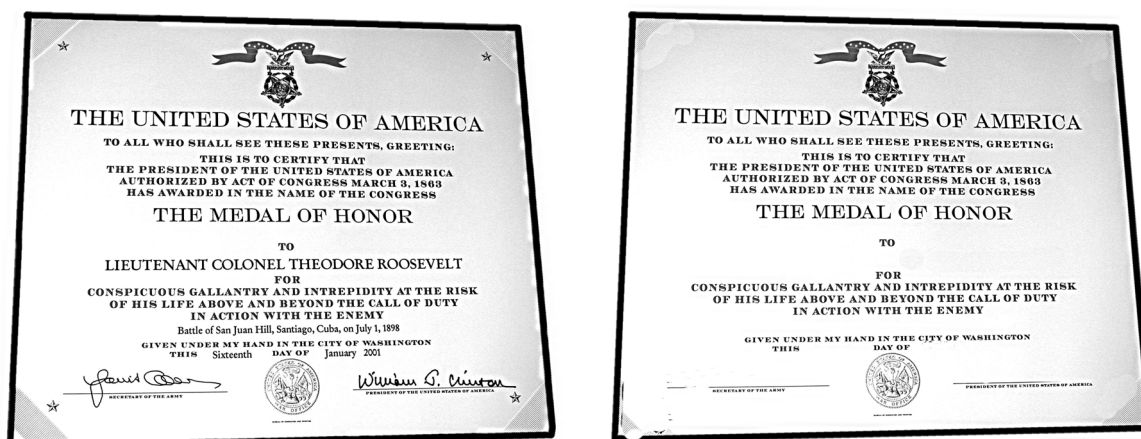 THE UNITED STATES OF AMERICA
TO ALL WHO SHALL SEE THESE PRESENTS, GREETING:
THIS IS TO CERTIFY THAT
THE PRESIDENT OF THE UNITED STATES OF AMERICA
AUTHORIZED BY ACT OF CONGRESS MARCH 3, 1863
HAS AWARDED IN THE NAME OF THE CONGRESS
THE MEDAL OF HONOR
TO
LIEUTENANT COLONEL THEODORE ROOSEVELT
FOR
CONSPICUOUS GALLANTRY AND INTREPIDITY AT THE RISK
OF HIS LIFE ABOVE AND BEYOND THE CALL OF DUTY
IN ACTION WITH THE ENEMY
Battle of San Juan Hill, Santiago, Cuba, on July 1, 1898
GIVEN UNDER MY HAND IN THE CITY OF WASHINGTON
THIS Sixteenth DAY OF January 2001
William J. Clinton
SECRETARY OF THE ARMY
PRESIDENT OF THE UNITED STATES OF AMERICA
THE UNITED STATES OF AMERICA
TO ALL WHO SHALL SEE THESE PRESENTS, GREETING:
THIS IS TO CERTIFY THAT
THE PRESIDENT OF THE UNITED STATES OF AMERICA
AUTHORIZED BY ACT OF CONGRESS MARCH 3, 1863
HAS AWARDED IN THE NAME OF THE CONGRESS
THE MEDAL OF HONOR
TO
FOR
CONSPICUOUS GALLANTRY AND INTREPIDITY AT THE RISK
OF HIS LIFE ABOVE AND BEYOND THE CALL OF DUTY
IN ACTION WITH THE ENEMY
GIVEN UNDER MY HAND IN THE CITY OF WASHINGTON
THIS DAY OF
SECRETARY OF THE ARMY
PRESIDENT OF THE UNITED STATES OF AMERICA